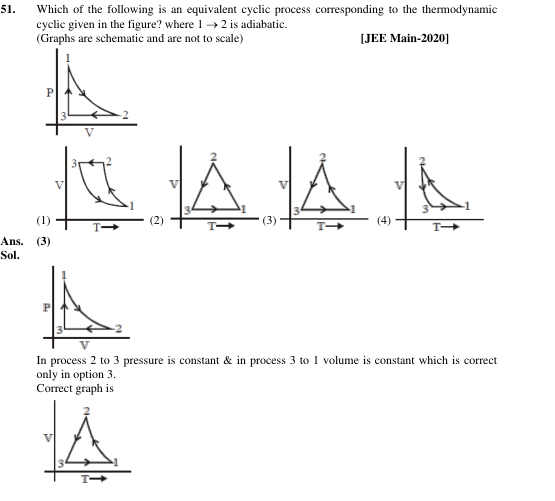 51. Which of the following is an equivalent cyclic process corresponding to the thermodynamic
cyclic given in the figure? where 1 → 2 is adiabatic.
(Graphs are schematic and are not to scale) [JEE Main-2020]
1
P
3 2
V
3 2 2 2 2
V V V V
1 3 1 3 1 3 1
(1) (2) (3) (4)
T→ T→ T→ T→
Ans. (3)
Sol.
1
P
3 2
V
In process 2 to 3 pressure is constant & in process 3 to 1 volume is constant which is correct
only in option 3.
Correct graph is
2
V
3 1
T→